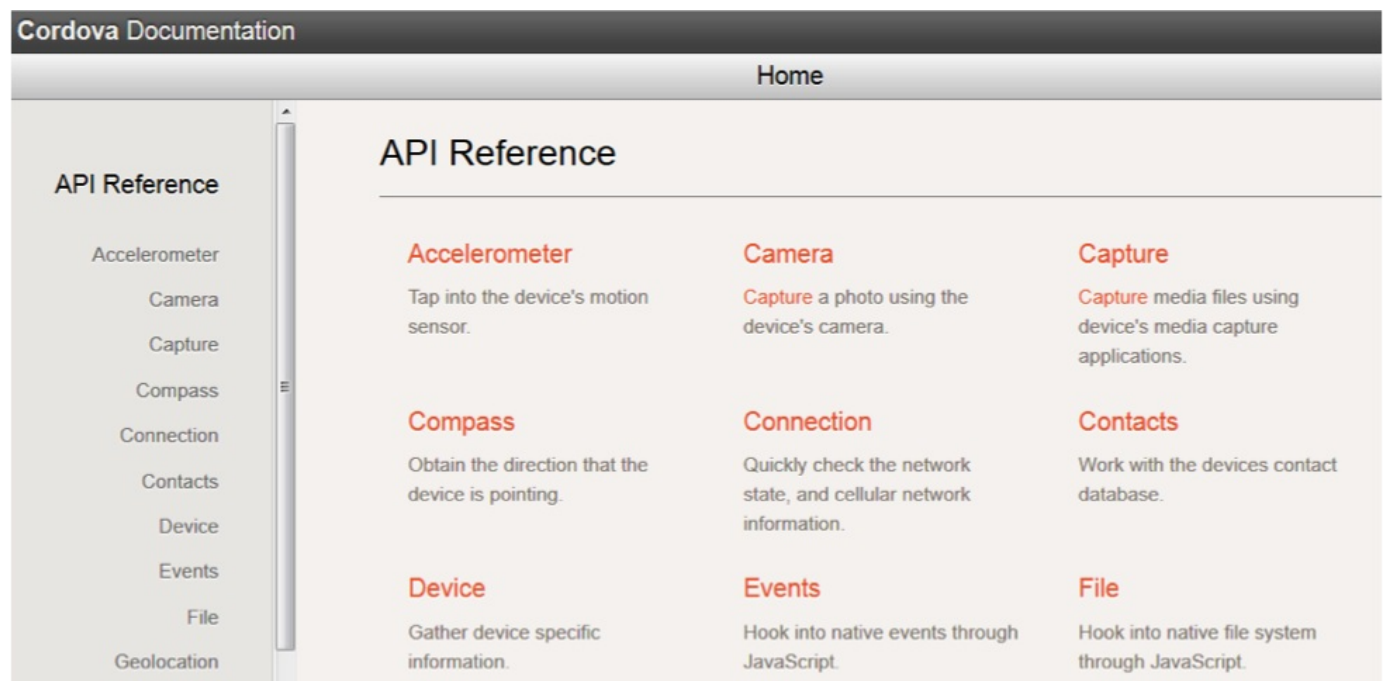 Cordova Documentation
Home
API Reference
Accelerometer
Camera
Capture
Compass
Connection
Contacts
Device
Events
File
Geolocation
API Reference
Accelerometer
Tap into the device's motion
sensor.
Camera
Capture a photo using the
device's camera.
Capture
Capture media files using
device's media capture
applications.
Compass
Obtain the direction that the
device is pointing.
Connection
Quickly check the network
state, and cellular network
information.
Contacts
Work with the devices contact
database.
Device
Gather device specific
information.
Events
Hook into native events through
JavaScript.
File
Hook into native file system
through JavaScript.